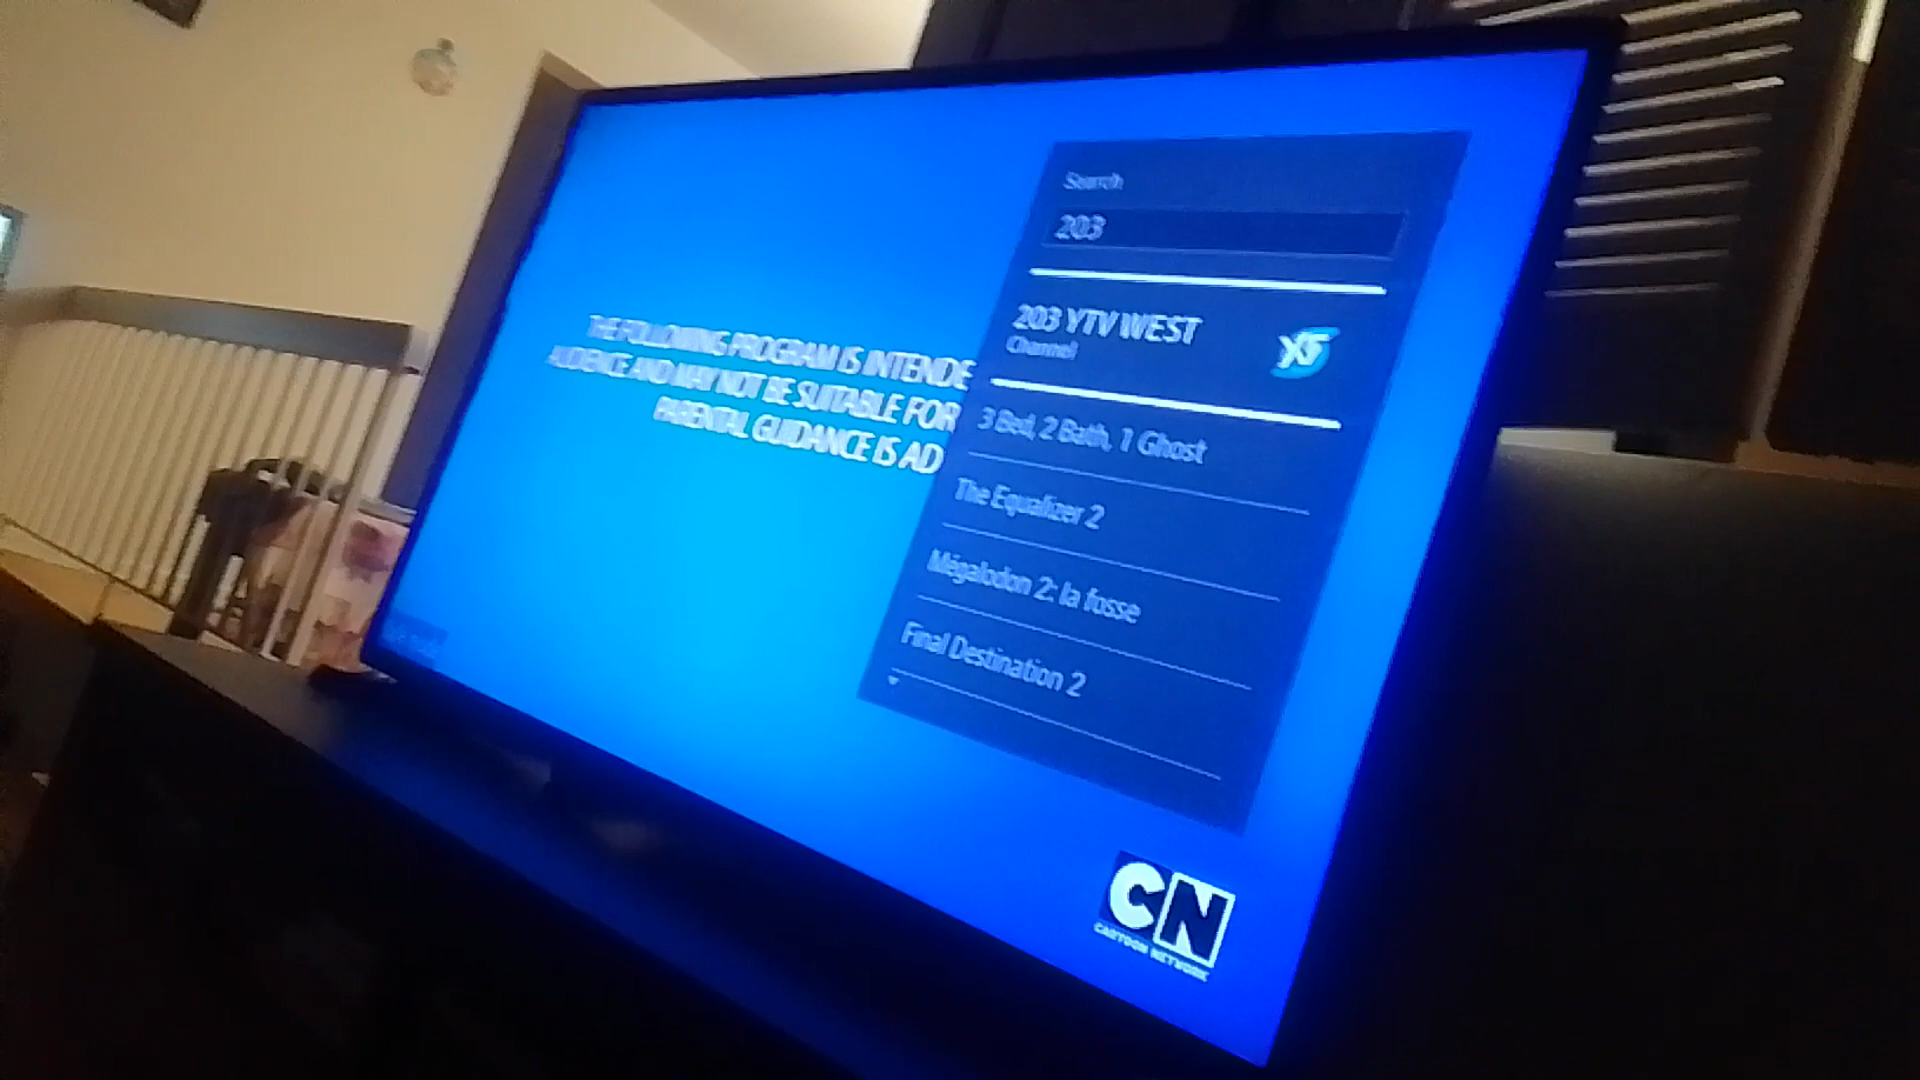 THE FOLLOWING PROGRAM IS INTENDE
AUDIENCE AND MAY NOT BE SUITABLE FOR
PARENTAL GUIDANCE IS AD
Search
203
203 YTV WEST
Channel
3 Bed, 2 Bath, 1 Ghost
The Equalizer 2
Mégalodon 2: la fosse
Final Destination 2
CN
CARTOON NETWORK